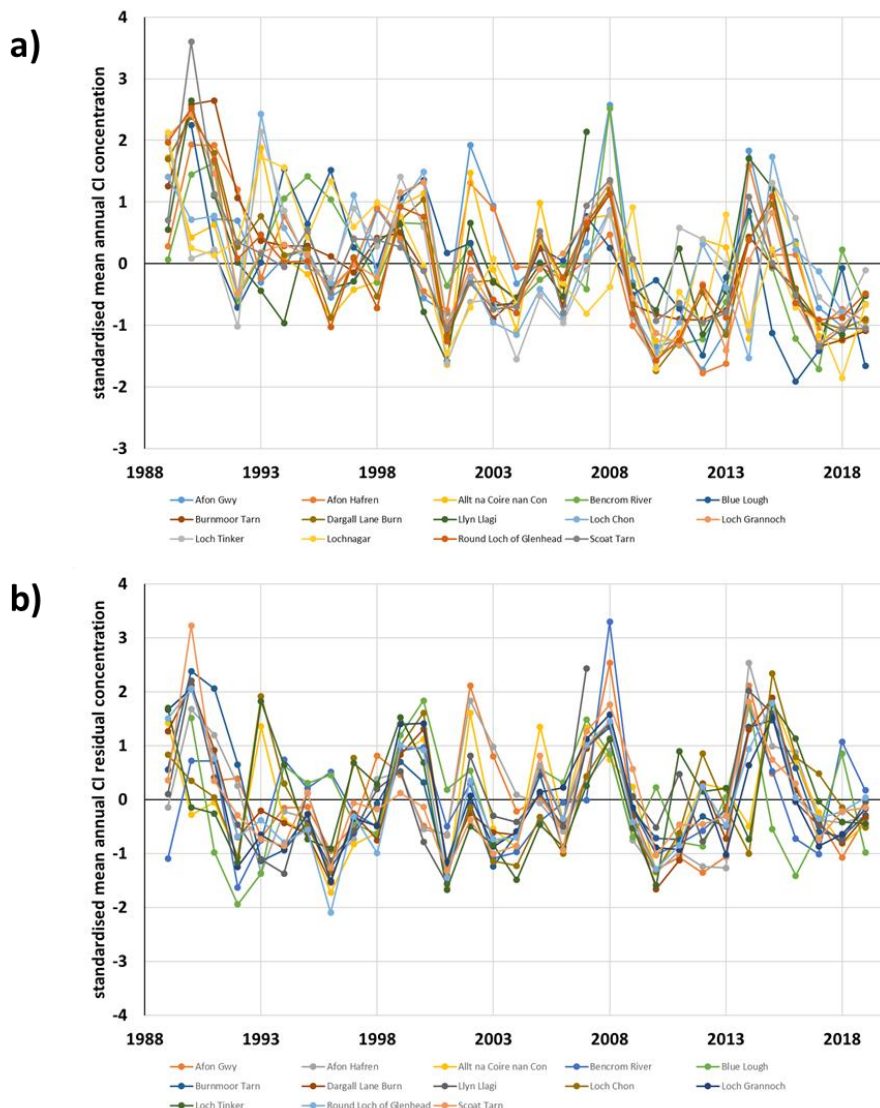 a)
standardised mean annual Cl concentration
4
3
2
1
0
-1
-2
-3
1988 1993 1998 2003 2008 2013 2018
Afon Gwy Afon Hafren Allt na Coire nan Con Bencrom River Blue Lough
Burnmoor Tarn Dargall Lane Burn Llyn Llagi Loch Chon Loch Grannoch
Loch Tinker Lochnagar Round Loch of Glenhead Scoat Tarn
b)
standardised mean annual Cl residual concentration
4
3
2
1
0
-1
-2
-3
-4
1988 1993 1998 2003 2008 2013 2018
Afon Gwy Afon Hafren Allt na Coire nan Con Bencrom River Blue Lough
Burnmoor Tarn Dargall Lane Burn Llyn Llagi Loch Chon Loch Grannoch
Loch Tinker Round Loch of Glenhead Scoat Tarn